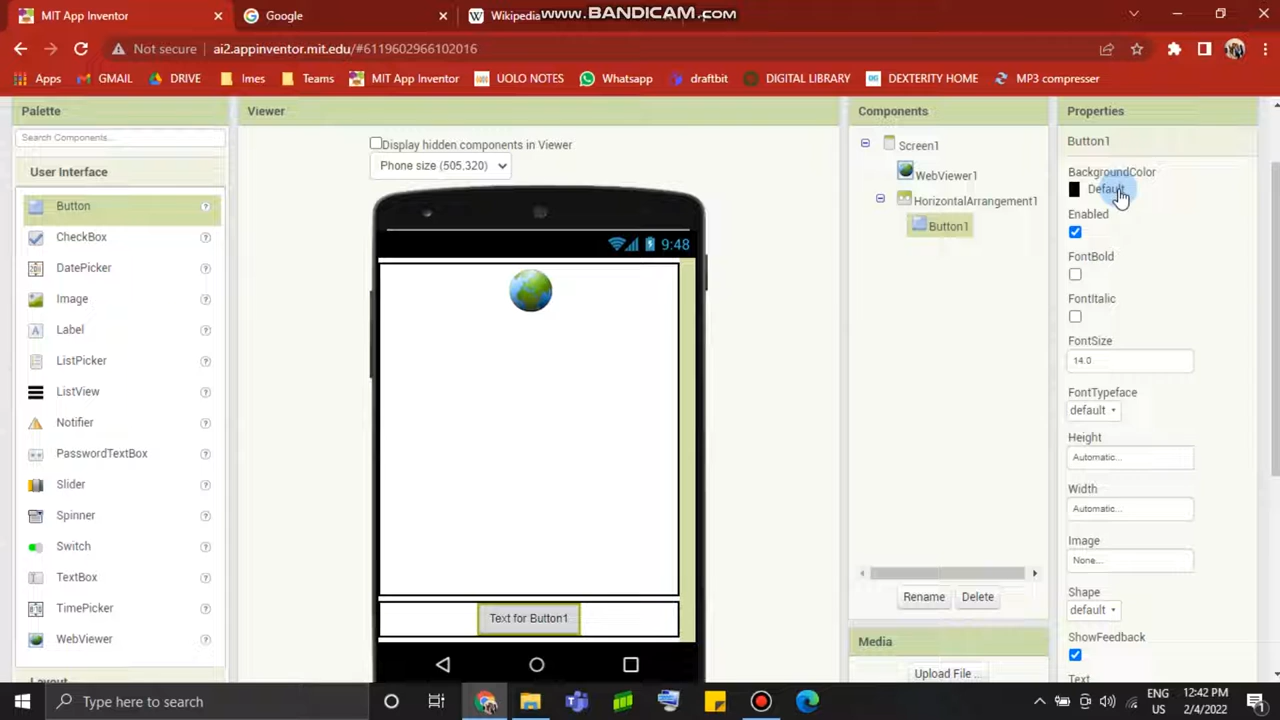 MIT App Inventor
Google
Wikipedia
www.BANDICAM.com
Not secure
ai2.appinventor.mit.edu/#6119602966102016
Apps
GMAIL
DRIVE
Imes
Teams
MIT App Inventor
UOLO NOTES
Whatsapp
draftbit
DIGITAL LIBRARY
DEXTERITY HOME
MP3 compresser
Palette
Search Components...
User Interface
Button
CheckBox
DatePicker
Image
Label
ListPicker
ListView
Notifier
PasswordTextBox
Slider
Spinner
Switch
TextBox
TimePicker
WebViewer
Layout
Viewer
Display hidden components in Viewer
Phone size (505,320)
9:48
Text for Button1
Components
Screen1
WebViewer1
HorizontalArrangement1
Button1
Rename
Delete
Media
Upload File ...
Properties
Button1
BackgroundColor
Default
Enabled
FontBold
FontItalic
FontSize
14.0
FontTypeface
default
Height
Automatic...
Width
Automatic...
Image
None...
Shape
default
ShowFeedback
Text
Type here to search
ENG
US
12:42 PM
2/4/2022
1